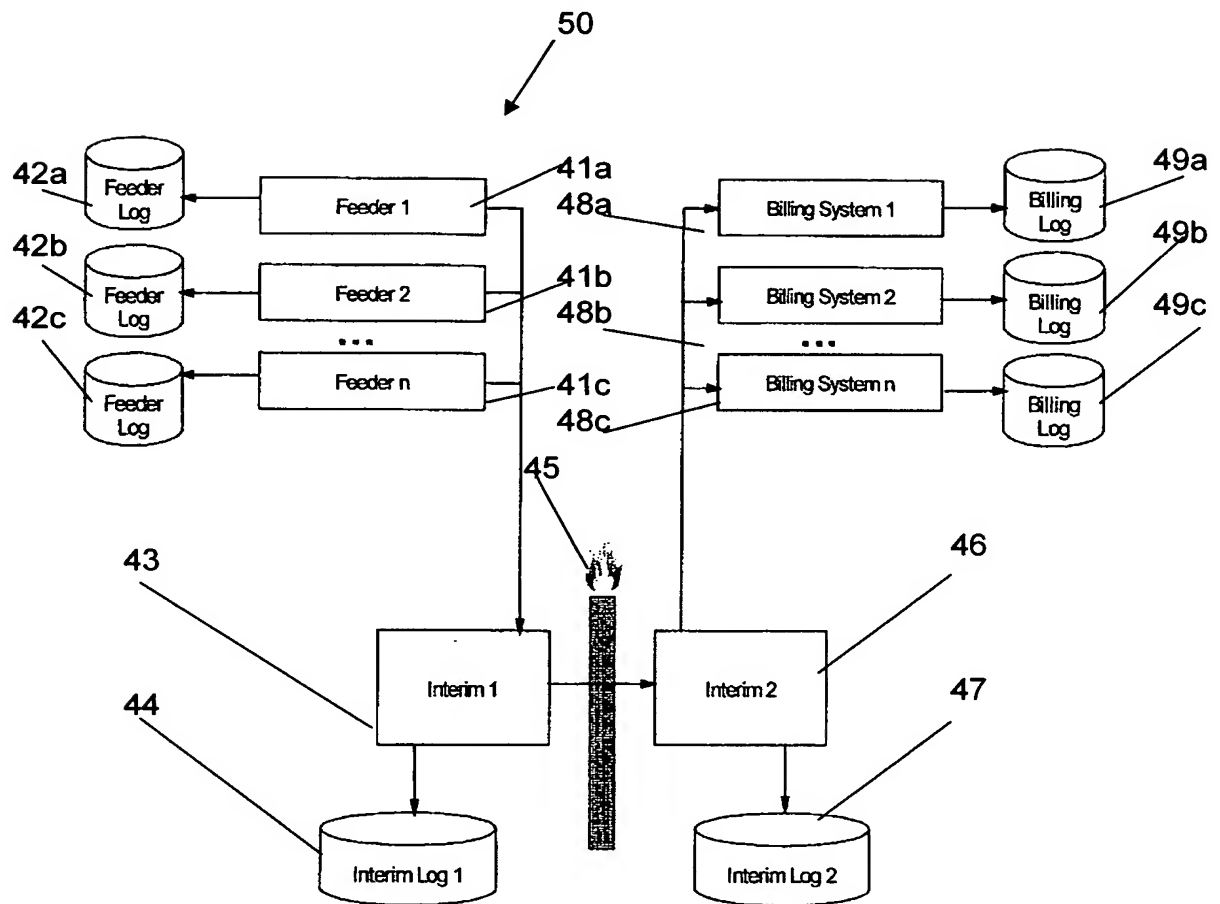 50
42a
Feeder
Log
Feeder 1
41a
48a
Billing System 1
Billing
Log
49a
42b
Feeder
Log
Feeder 2
41b
48b
Billing System 2
Billing
Log
49b
42c
Feeder
Log
...
Feeder n
41c
48c
...
Billing System n
Billing
Log
49c
45
43
Interim 1
Interim 2
46
44
Interim Log 1
Interim Log 2
47